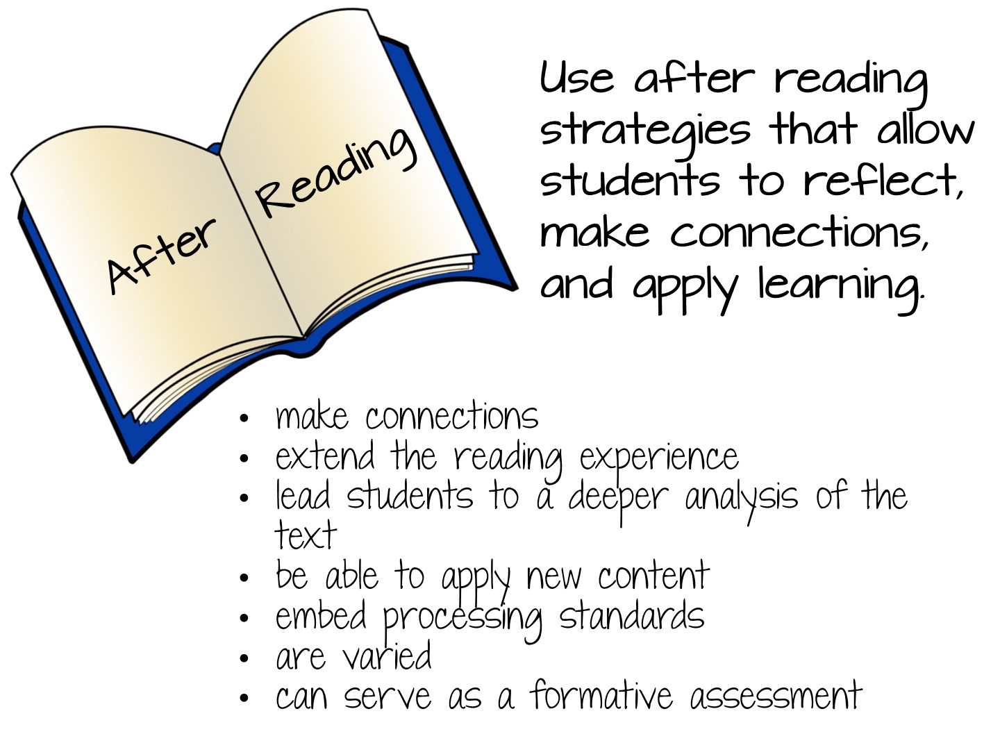 After Reading
Use after reading
strategies that allow
students to reflect,
make connections,
and apply learning.
• make connections
• extend the reading experience
• lead students to a deeper analysis of the
text
• be able to apply new content
• embed processing standards
• are varied
• can serve as a formative assessment